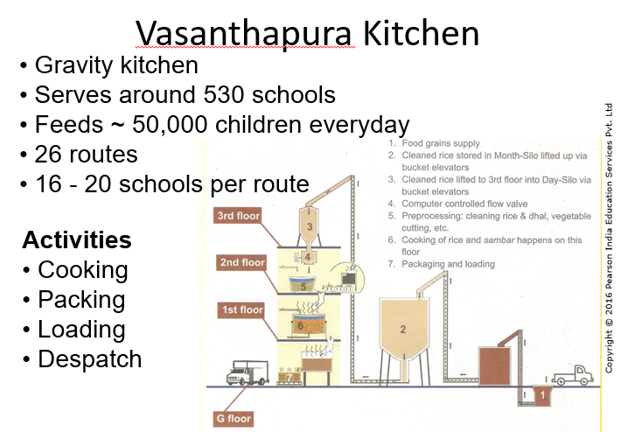 Vasanthapura Kitchen
• Gravity kitchen
• Serves around 530 schools
• Feeds ~ 50,000 children everyday
• 26 routes
• 16 - 20 schools per route
Activities
• Cooking
• Packing
• Loading
• Despatch
1. Food grains supply
2. Cleaned rice stored in Month-Silo lifted up via
bucket elevators
3. Cleaned rice lifted to 3rd floor into Day-Silo via
bucket elevators
4. Computer controlled flow valve
5. Preprocessing: cleaning rice & dhal, vegetable
cutting, etc.
6. Cooking of rice and sambar happens on this
floor
7. Packaging and loading
3rd floor
3
4
2nd floor
5
1st floor
6
2
7
1
G floor
Copyright © 2016 Pearson India Education Services Pvt. Ltd